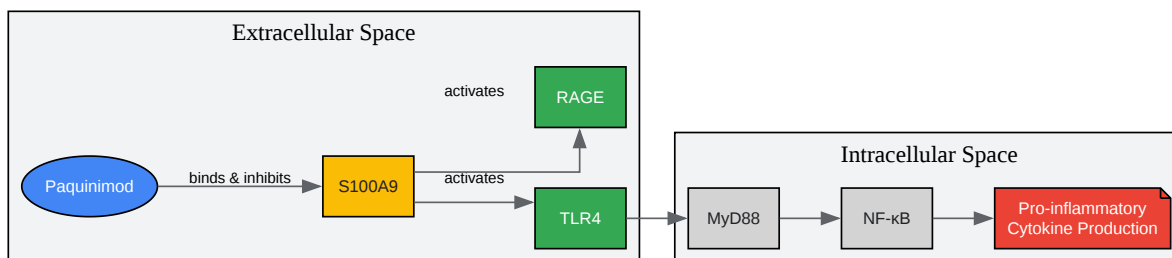 Extracellular Space
activates
RAGE
Paquinimod
binds & inhibits
S100A9
activates
TLR4
Intracellular Space
MyD88
NF-κB
Pro-inflammatory
Cytokine Production